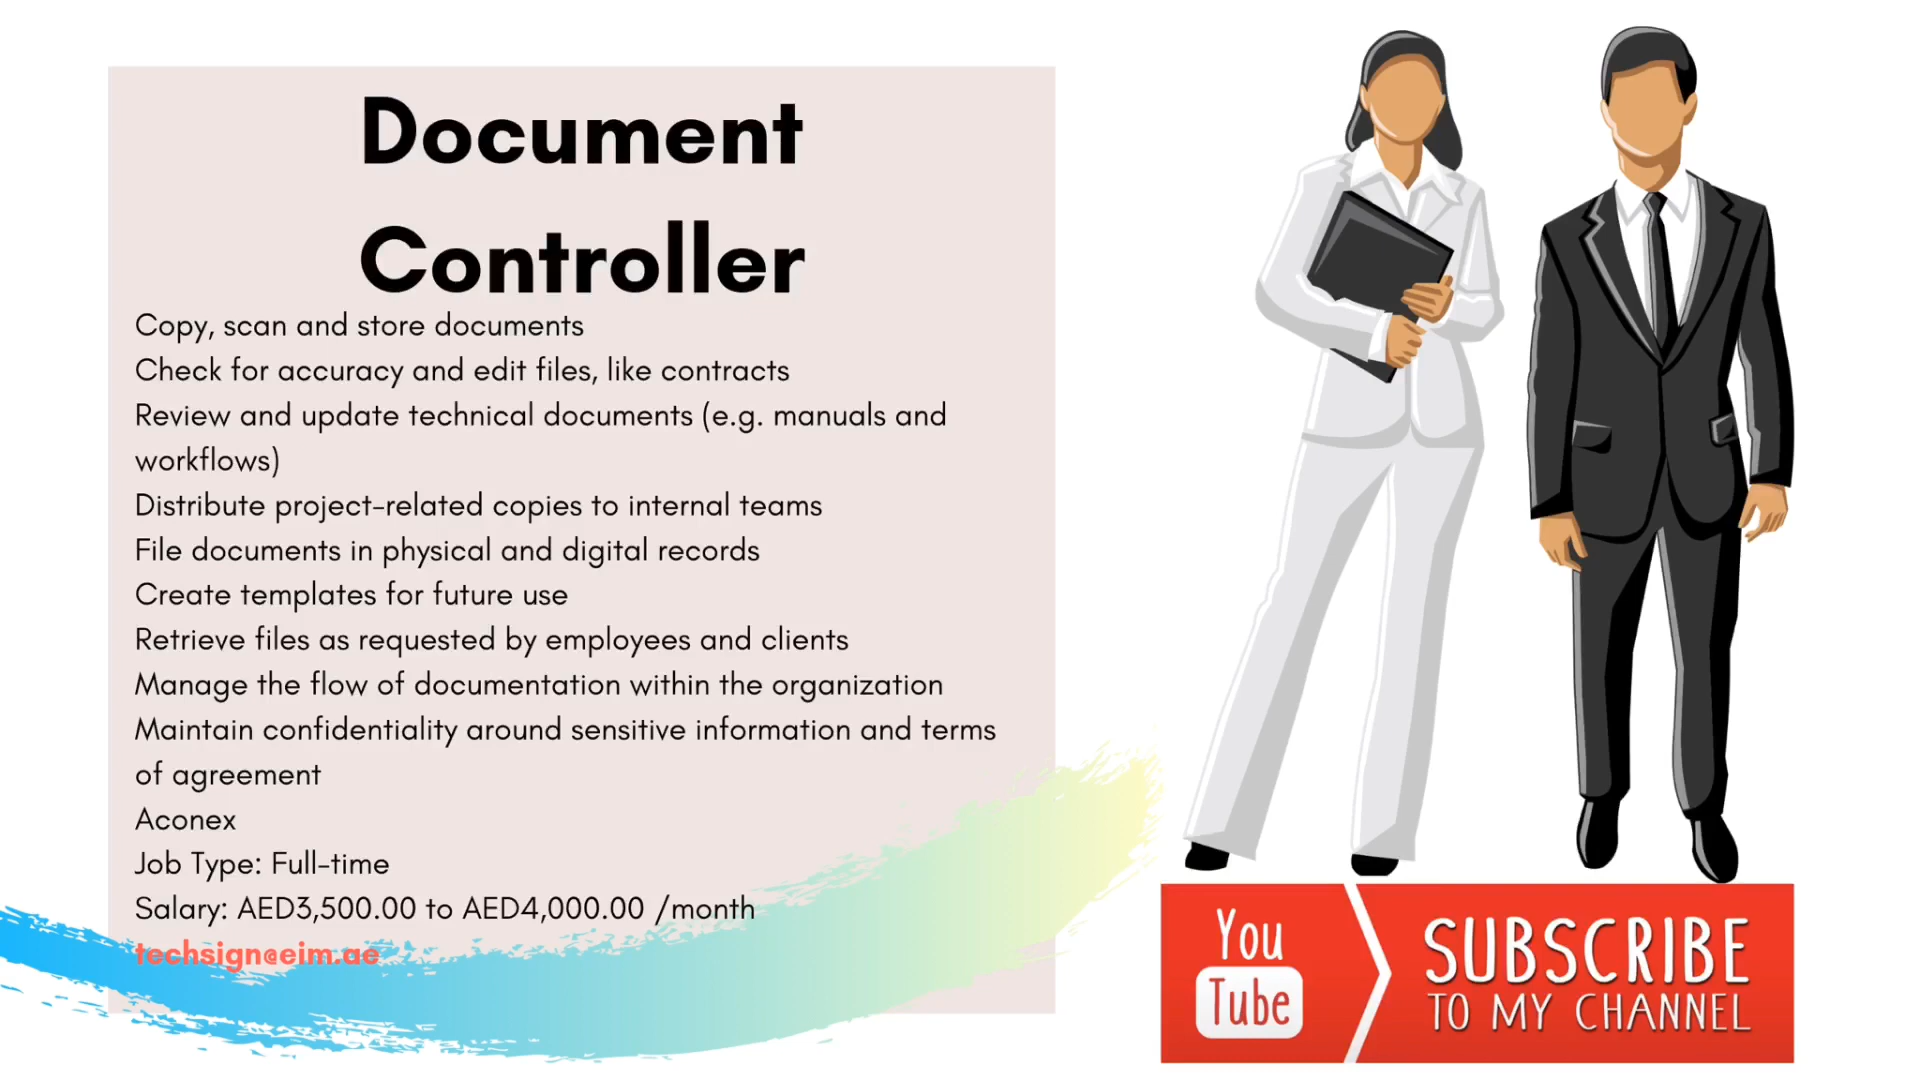 Document
Controller
Copy, scan and store documents
Check for accuracy and edit files, like contracts
Review and update technical documents (e.g. manuals and
workflows)
Distribute project-related copies to internal teams
File documents in physical and digital records
Create templates for future use
Retrieve files as requested by employees and clients
Manage the flow of documentation within the organization
Maintain confidentiality around sensitive information and terms
of agreement
Aconex
Job Type: Full-time
Salary: AED3,500.00 to AED4,000.00 /month
techsign@eim.ae
You
Tube
SUBSCRIBE
TO MY CHANNEL